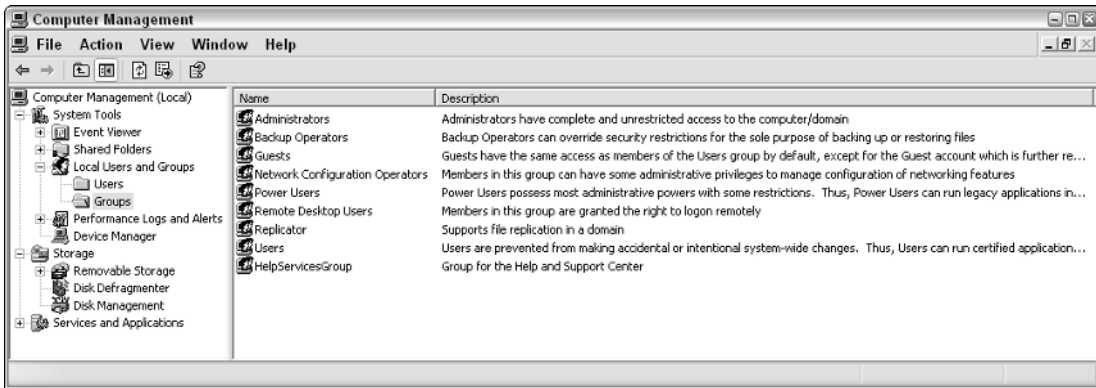 Computer Management
File Action View Window Help
Computer Management (Local)
System Tools
Event Viewer
Shared Folders
Local Users and Groups
Users
Groups
Performance Logs and Alerts
Device Manager
Storage
Removable Storage
Disk Defragmenter
Disk Management
Services and Applications
Name Description
Administrators Administrators have complete and unrestricted access to the computer/domain
Backup Operators Backup Operators can override security restrictions for the sole purpose of backing up or restoring files
Guests Guests have the same access as members of the Users group by default, except for the Guest account which is further re...
Network Configuration Operators Members in this group can have some administrative privileges to manage configuration of networking features
Power Users Power Users possess most administrative powers with some restrictions. Thus, Power Users can run legacy applications in...
Remote Desktop Users Members in this group are granted the right to logon remotely
Replicator Supports file replication in a domain
Users Users are prevented from making accidental or intentional system-wide changes. Thus, Users can run certified application...
HelpServicesGroup Group for the Help and Support Center